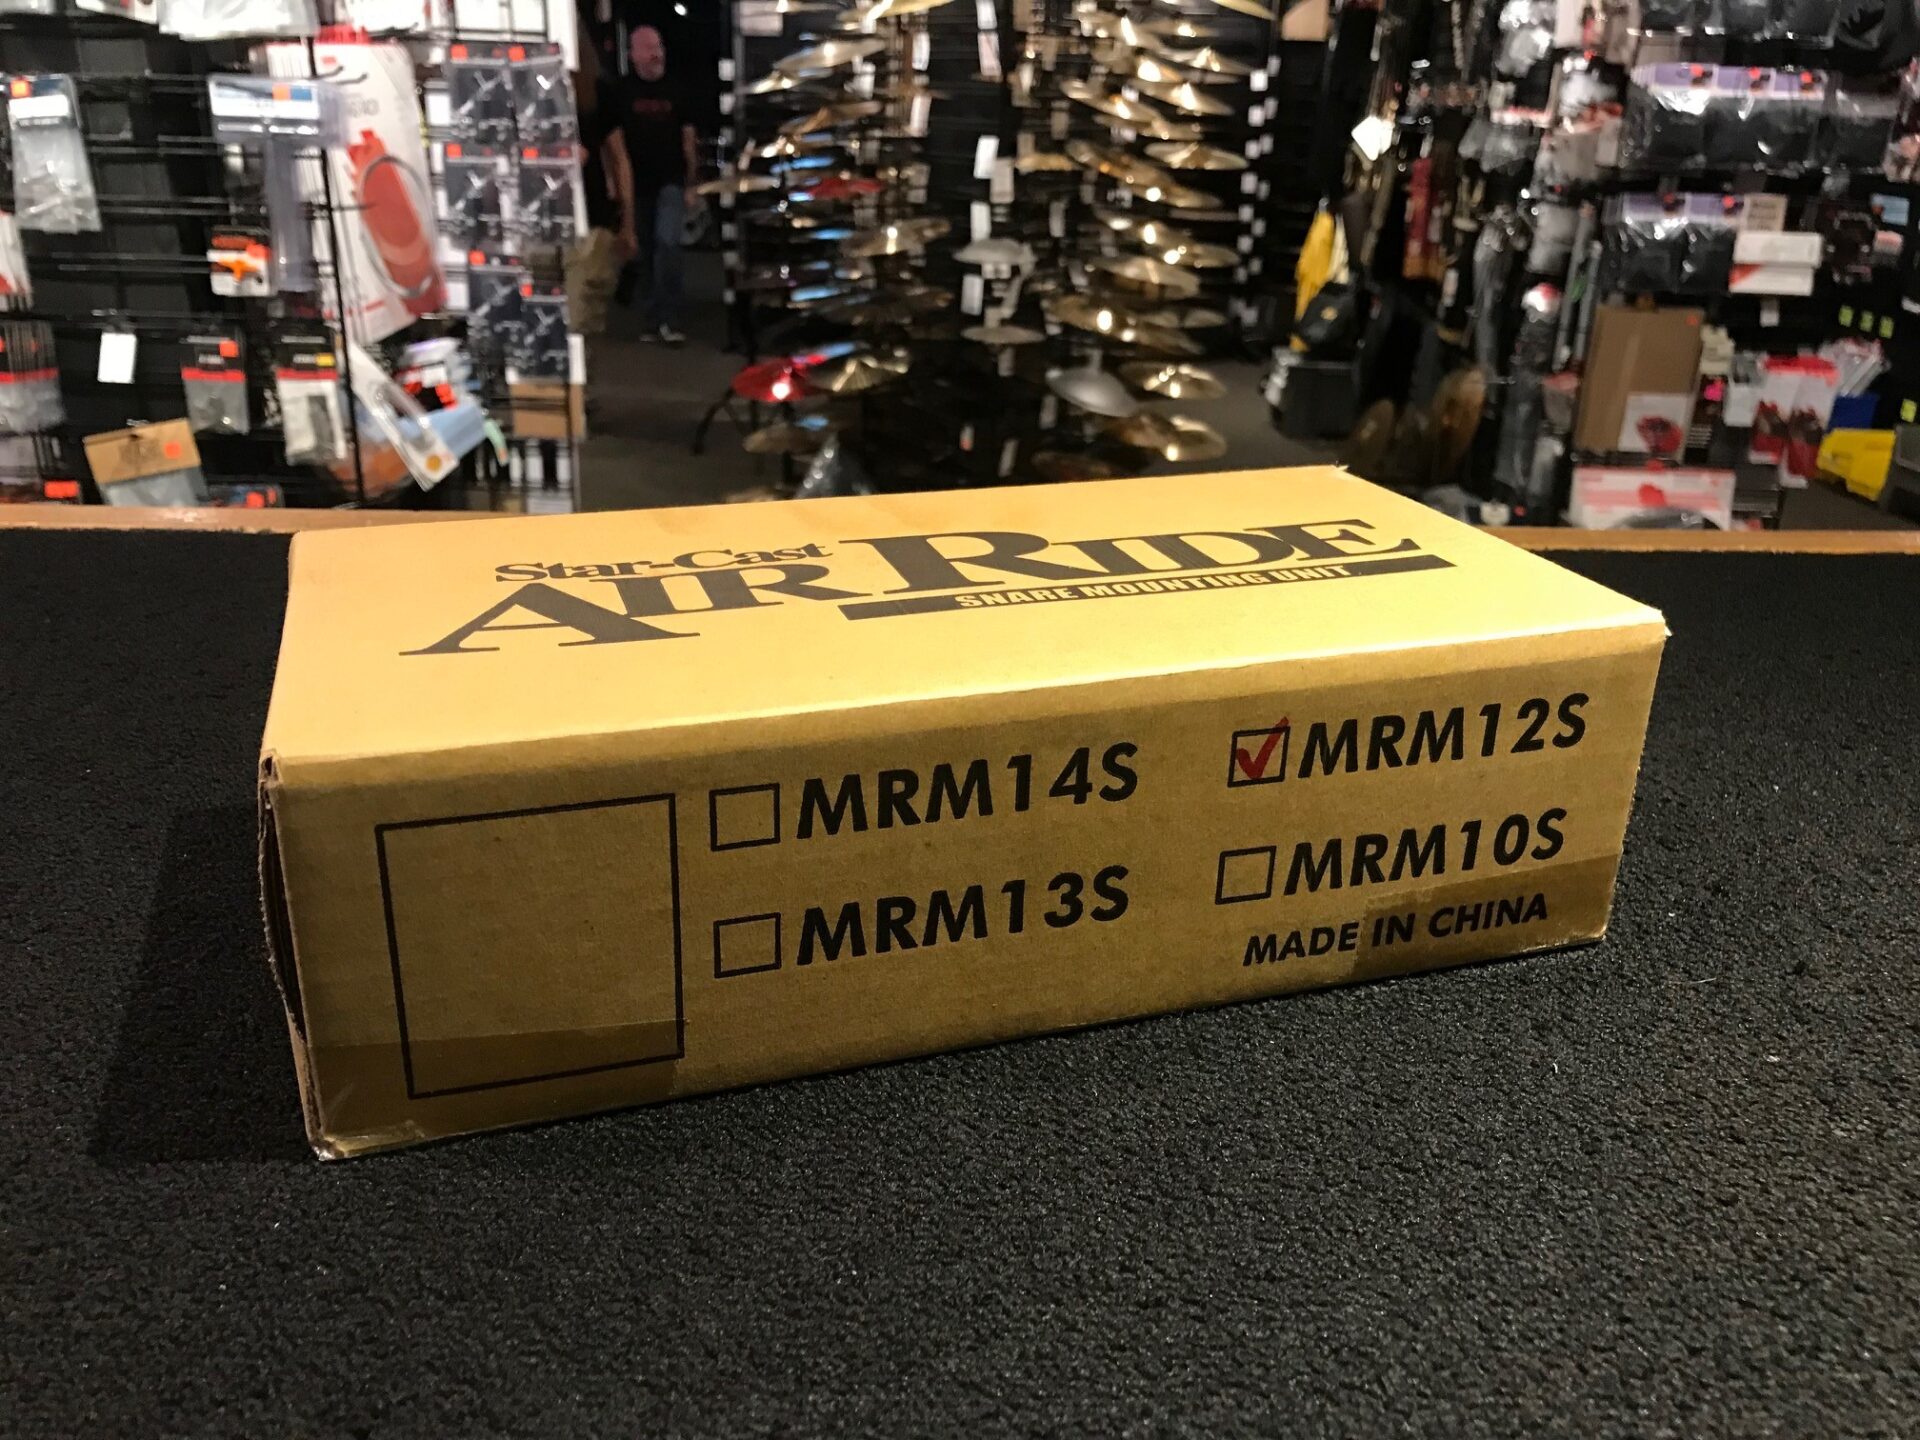 Star-Cast
AIR RIDE
SNARE MOUNTING UNIT
MRM14S
MRM12S
MRM13S
MRM10S
MADE IN CHINA